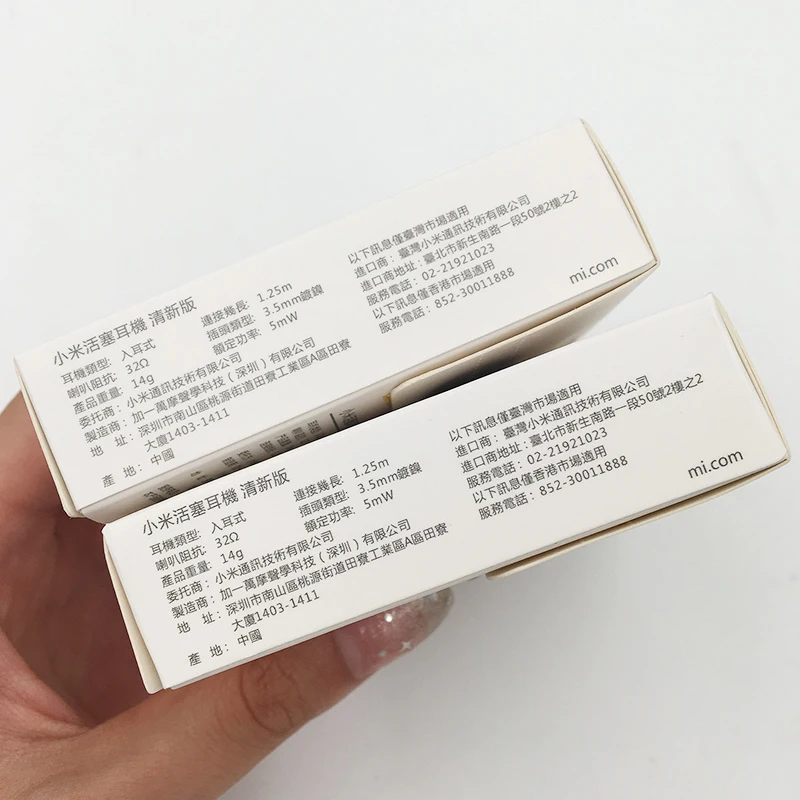 小米活塞耳機 清新版
耳機類型: 入耳式
喇叭阻抗: 32Ω
產品重量: 14g
連接幾長: 1.25m
插頭類型: 3.5mm鍍鎳
額定功率: 5mW
委托商: 小米通訊技術有限公司
製造商: 加一萬摩聲學科技(深圳)有限公司
地 址: 深圳市南山區桃源街道田寮工業區A區田寮
大廈1403-1411
產 地: 中國
以下訊息僅臺灣市場適用
進口商: 臺灣小米通訊技術有限公司
進口商地址: 臺北市新生南路一段50號2樓之2
服務電話: 02-21921023
以下訊息僅香港市場適用
服務電話: 852-30011888
mi.com
小米活塞耳機 清新版
耳機類型: 入耳式
喇叭阻抗: 32Ω
產品重量: 14g
連接幾長: 1.25m
插頭類型: 3.5mm鍍鎳
額定功率: 5mW
委托商: 小米通訊技術有限公司
製造商: 加一萬摩聲學科技(深圳)有限公司
地 址: 深圳市南山區桃源街道田寮工業區A區田寮
大廈1403-1411
產 地: 中國
以下訊息僅臺灣市場適用
進口商: 臺灣小米通訊技術有限公司
進口商地址: 臺北市新生南路一段50號2樓之2
服務電話: 02-21921023
以下訊息僅香港市場適用
服務電話: 852-30011888
mi.com